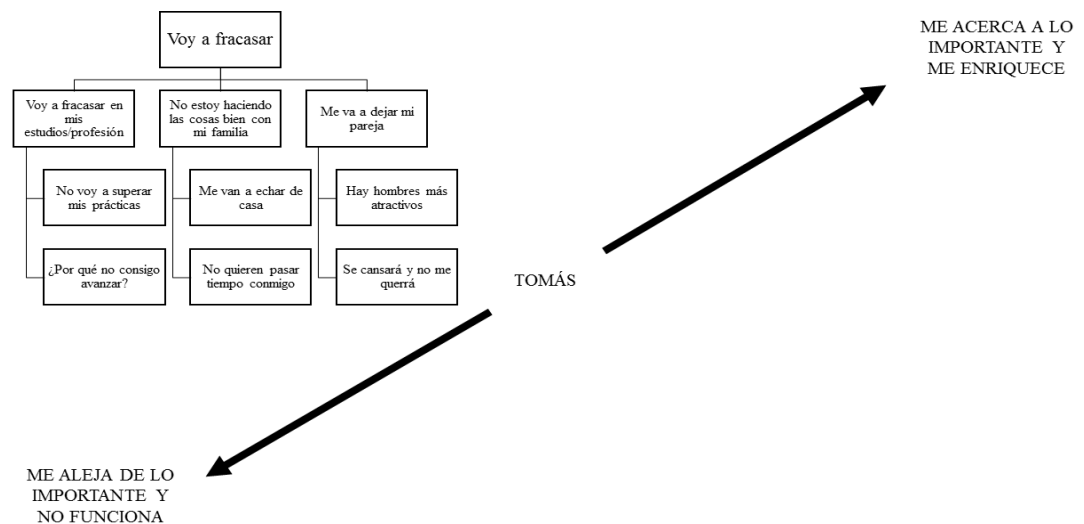 Voy a fracasar
Voy a fracasar en
mis
estudios/profesión
No estoy haciendo
las cosas bien con
mi familia
Me va a dejar mi
pareja
No voy a superar
mis prácticas
Me van a echar de
casa
Hay hombres más
atractivos
¿Por qué no consigo
avanzar?
No quieren pasar
tiempo conmigo
Se cansará y no me
querrá
ME ACERCA A LO
IMPORTANTE Y
ME ENRIQUECE
TOMÁS
ME ALEJA DE LO
IMPORTANTE Y
NO FUNCIONA